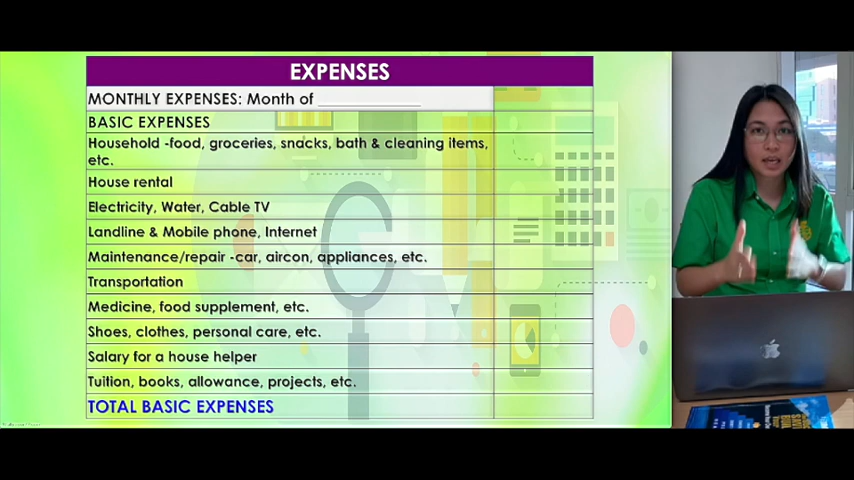 EXPENSES
MONTHLY EXPENSES: Month of ____________
BASIC EXPENSES
Household -food, groceries, snacks, bath & cleaning items,
etc.
House rental
Electricity, Water, Cable TV
Landline & Mobile phone, Internet
Maintenance/repair -car, aircon, appliances, etc.
Transportation
Medicine, food supplement, etc.
Shoes, clothes, personal care, etc.
Salary for a house helper
Tuition, books, allowance, projects, etc.
TOTAL BASIC EXPENSES